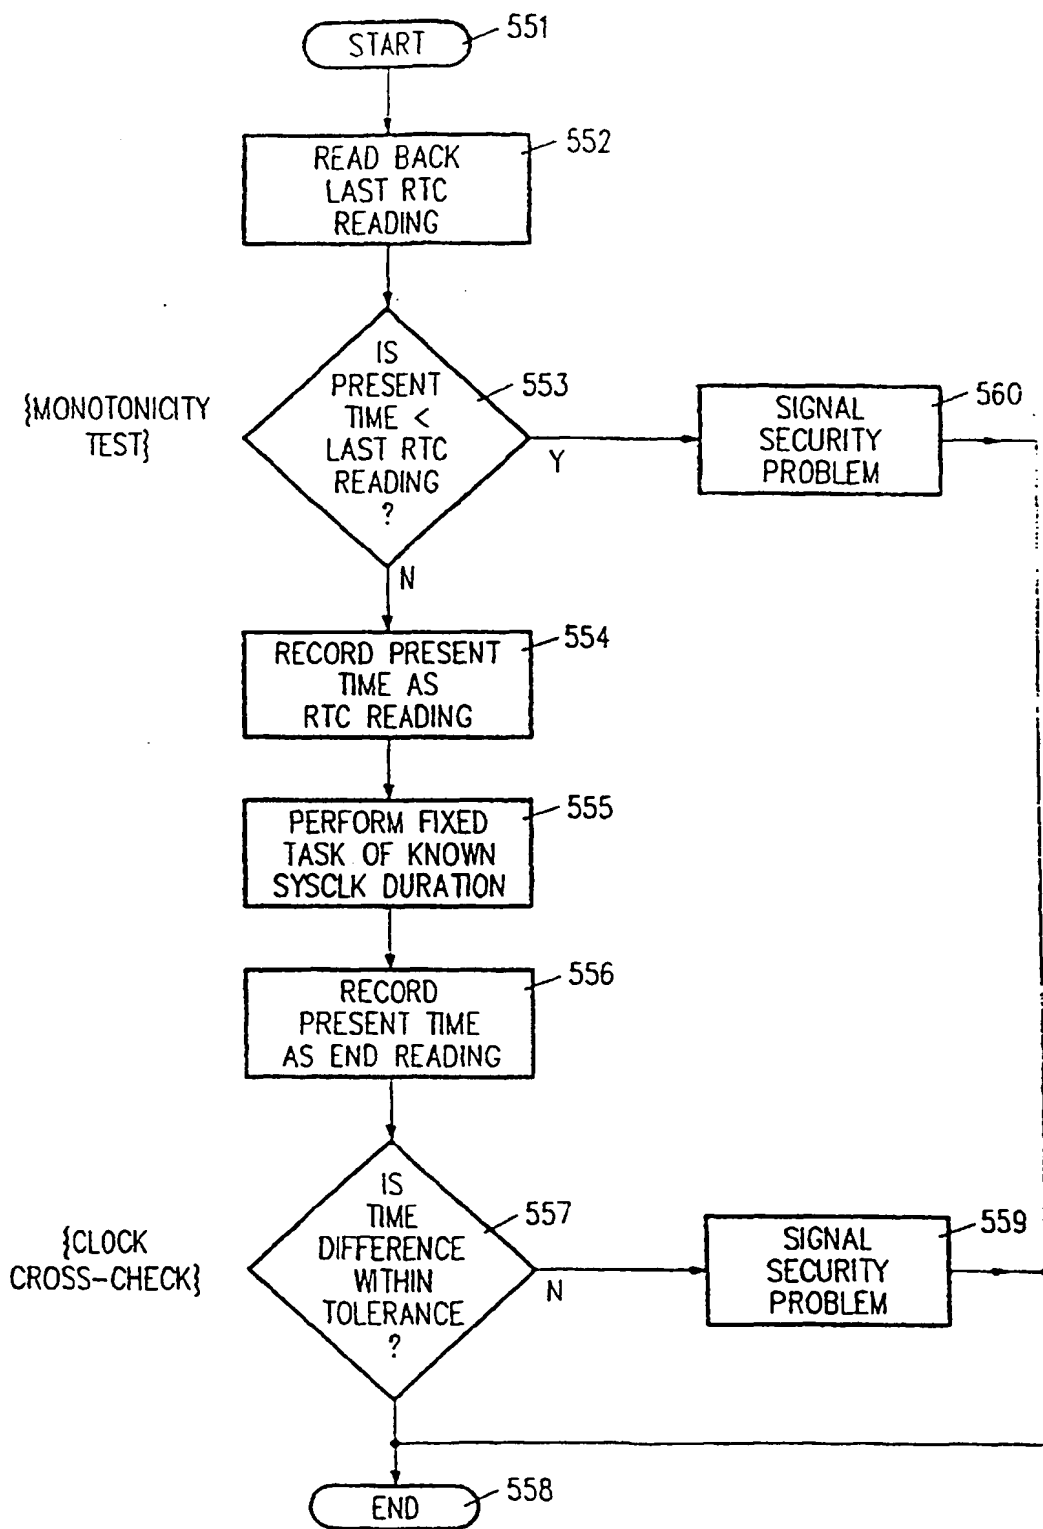 START
551
READ BACK
LAST RTC
READING
552
{MONOTONICITY
TEST}
IS
PRESENT
TIME <
LAST RTC
READING
?
553
Y
SIGNAL
SECURITY
PROBLEM
560
N
RECORD PRESENT
TIME AS
RTC READING
554
PERFORM FIXED
TASK OF KNOWN
SYSCLK DURATION
555
RECORD
PRESENT TIME
AS END READING
556
{CLOCK
CROSS-CHECK}
IS
TIME
DIFFERENCE
WITHIN
TOLERANCE
?
557
N
SIGNAL
SECURITY
PROBLEM
559
END
558